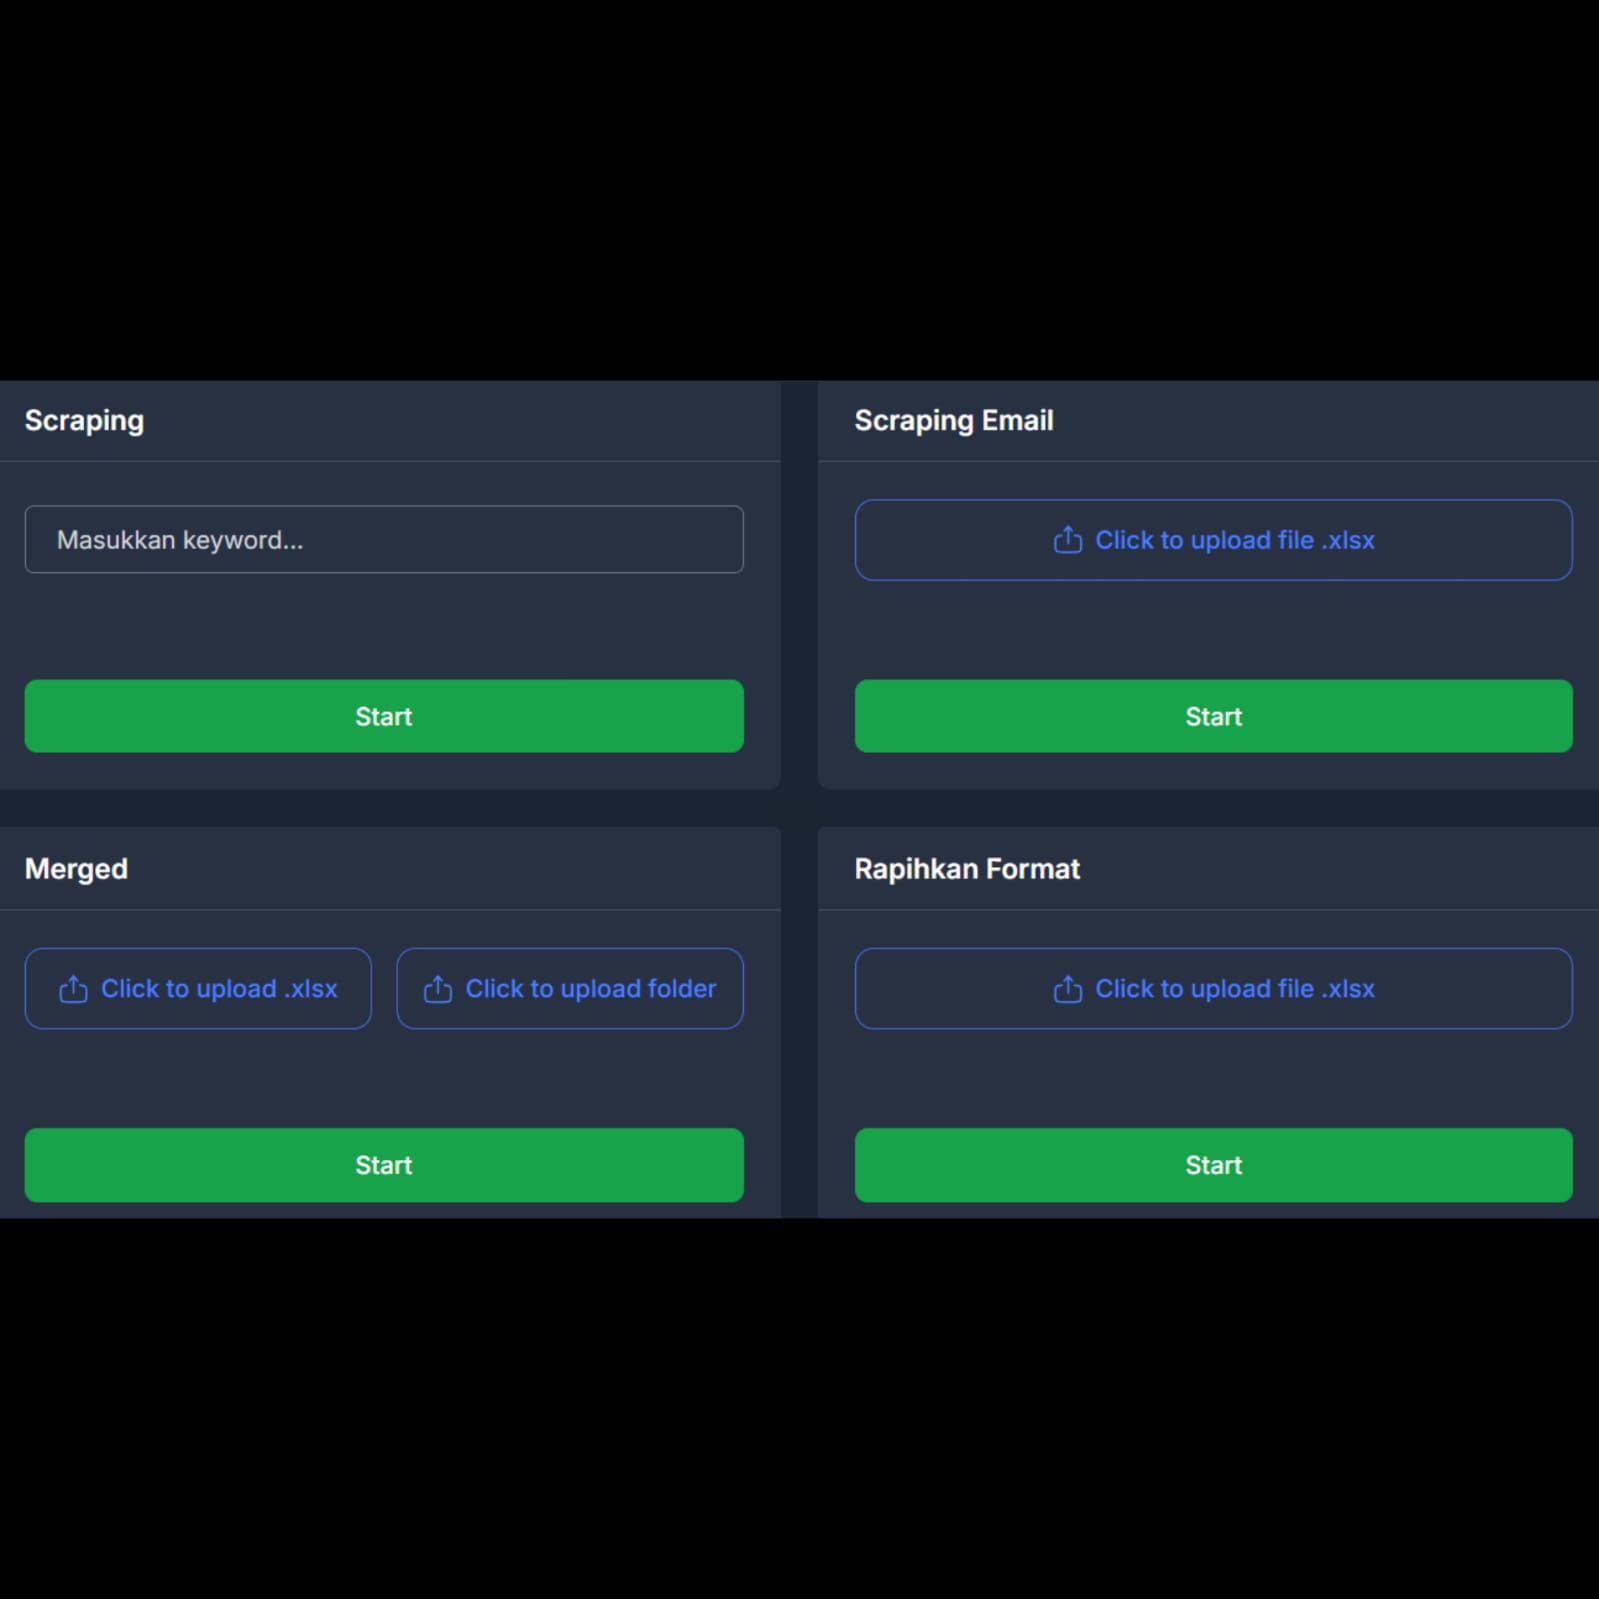 Scraping
Masukkan keyword...
Start
Scraping Email
Click to upload file .xlsx
Start
Merged
Click to upload .xlsx
Click to upload folder
Start
Rapihkan Format
Click to upload file .xlsx
Start